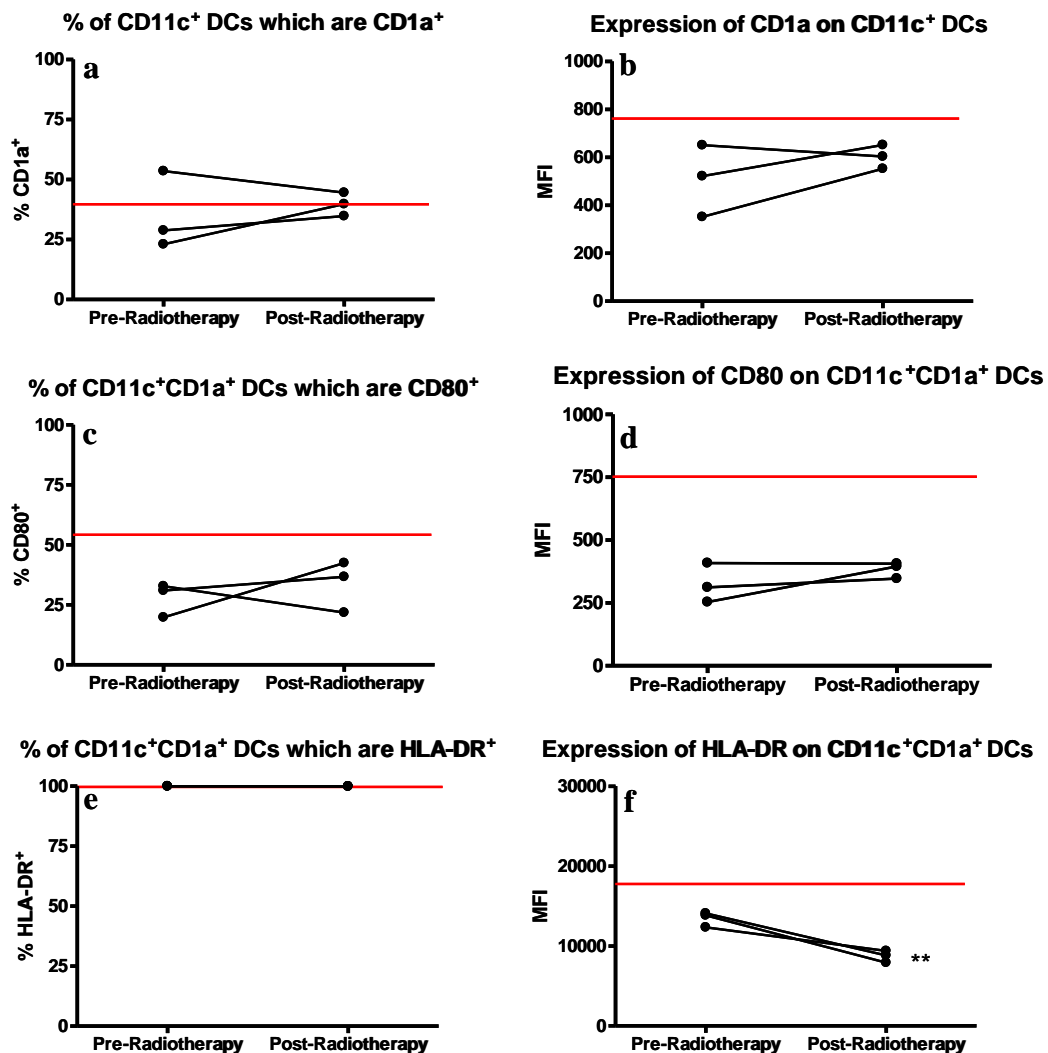 % of CD11c⁺ DCs which are CD1a⁺
a
% CD1a⁺
100
75
50
25
0
Pre-Radiotherapy Post-Radiotherapy
Expression of CD1a on CD11c⁺ DCs
b
MFI
1000
800
600
400
200
0
Pre-Radiotherapy Post-Radiotherapy
% of CD11c⁺CD1a⁺ DCs which are CD80⁺
c
% CD80⁺
100
75
50
25
0
Pre-Radiotherapy Post-Radiotherapy
Expression of CD80 on CD11c⁺CD1a⁺ DCs
d
MFI
1000
750
500
250
0
Pre-Radiotherapy Post-Radiotherapy
% of CD11c⁺CD1a⁺ DCs which are HLA-DR⁺
e
% HLA-DR⁺
100
75
50
25
0
Pre-Radiotherapy Post-Radiotherapy
Expression of HLA-DR on CD11c⁺CD1a⁺ DCs
f
MFI
30000
20000
10000
0
**
Pre-Radiotherapy Post-Radiotherapy